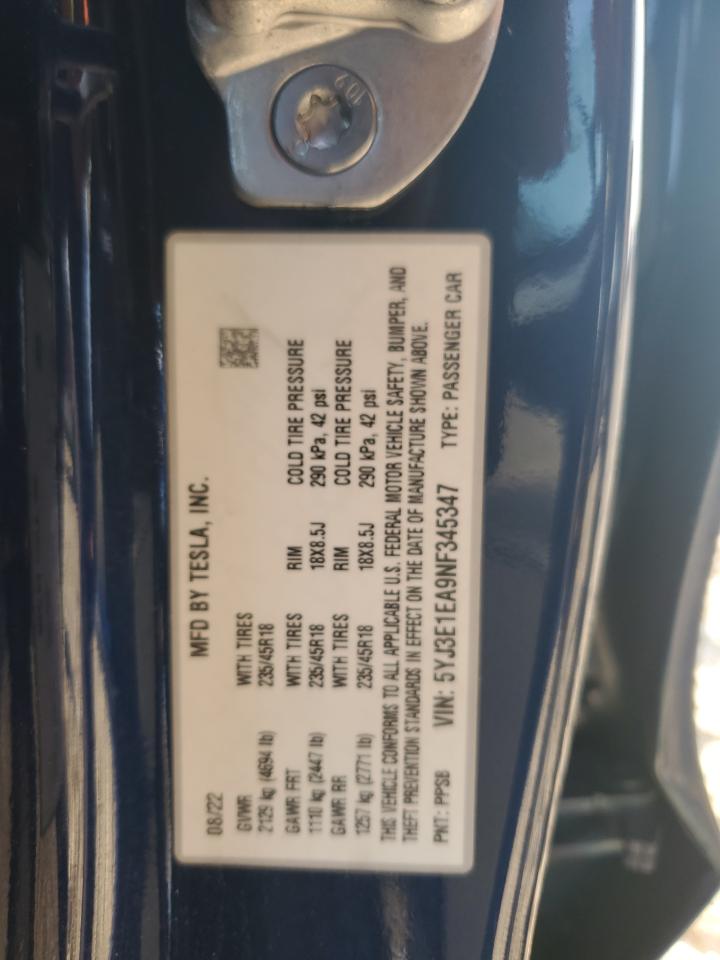 102
MFD BY TESLA, INC.
08/22
GVWR WITH TIRES
2129 kg (4694 lb) 235/45R18
GAWR FRT WITH TIRES RIM COLD TIRE PRESSURE
1110 kg (2447 lb) 235/45R18 18X8.5J 290 kPa, 42 psi
GAWR RR WITH TIRES RIM COLD TIRE PRESSURE
1257 kg (2771 lb) 235/45R18 18X8.5J 290 kPa, 42 psi
THIS VEHICLE CONFORMS TO ALL APPLICABLE U.S. FEDERAL MOTOR VEHICLE SAFETY, BUMPER, AND
THEFT PREVENTION STANDARDS IN EFFECT ON THE DATE OF MANUFACTURE SHOWN ABOVE.
PNT: PPSB VIN: 5YJ3E1EA9NF345347 TYPE: PASSENGER CAR